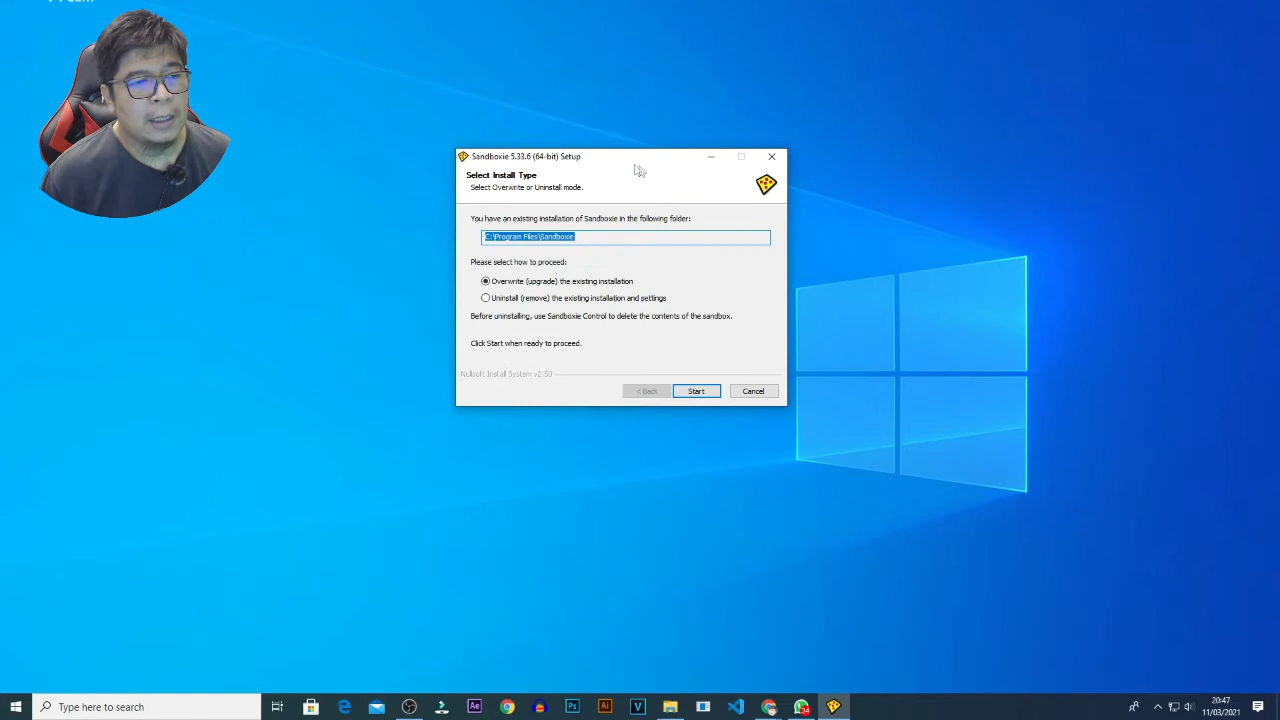 Sandboxie 5.33.6 (64-bit) Setup
Select Install Type
Select Overwrite or Uninstall mode.
You have an existing installation of Sandboxie in the following folder:
C:\Program Files\Sandboxie
Please select how to proceed:
Overwrite (upgrade) the existing installation
Uninstall (remove) the existing installation and settings
Before uninstalling, use Sandboxie Control to delete the contents of the sandbox.
Click Start when ready to proceed.
Nullsoft Install System v2.50
< Back
Start
Cancel
Type here to search
Ae
Ps
Ai
V
34
20:47
11/03/2021